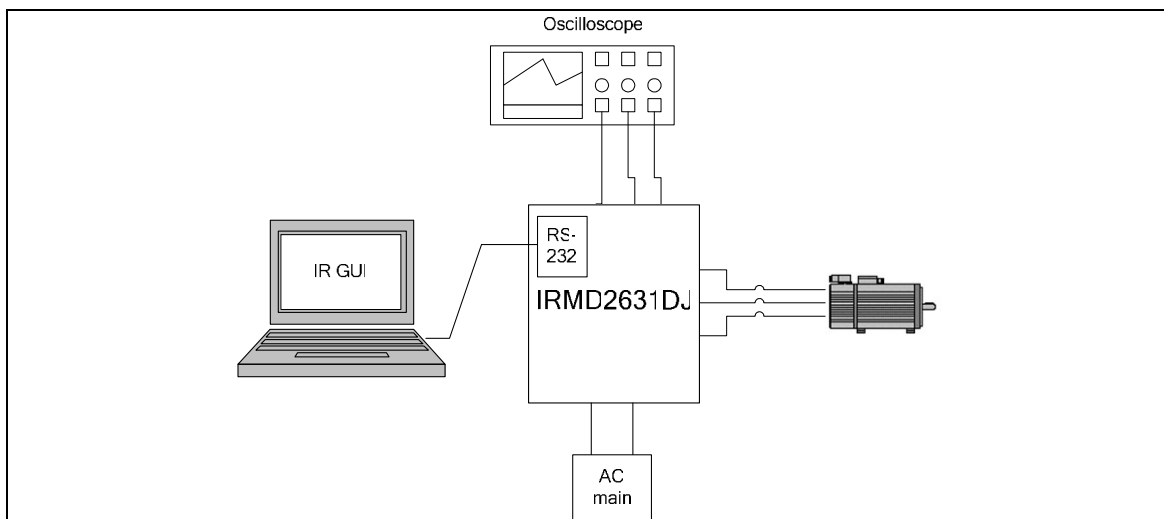 Oscilloscope
RS-
232
IR GUI
IRMD2631DJ
AC
main